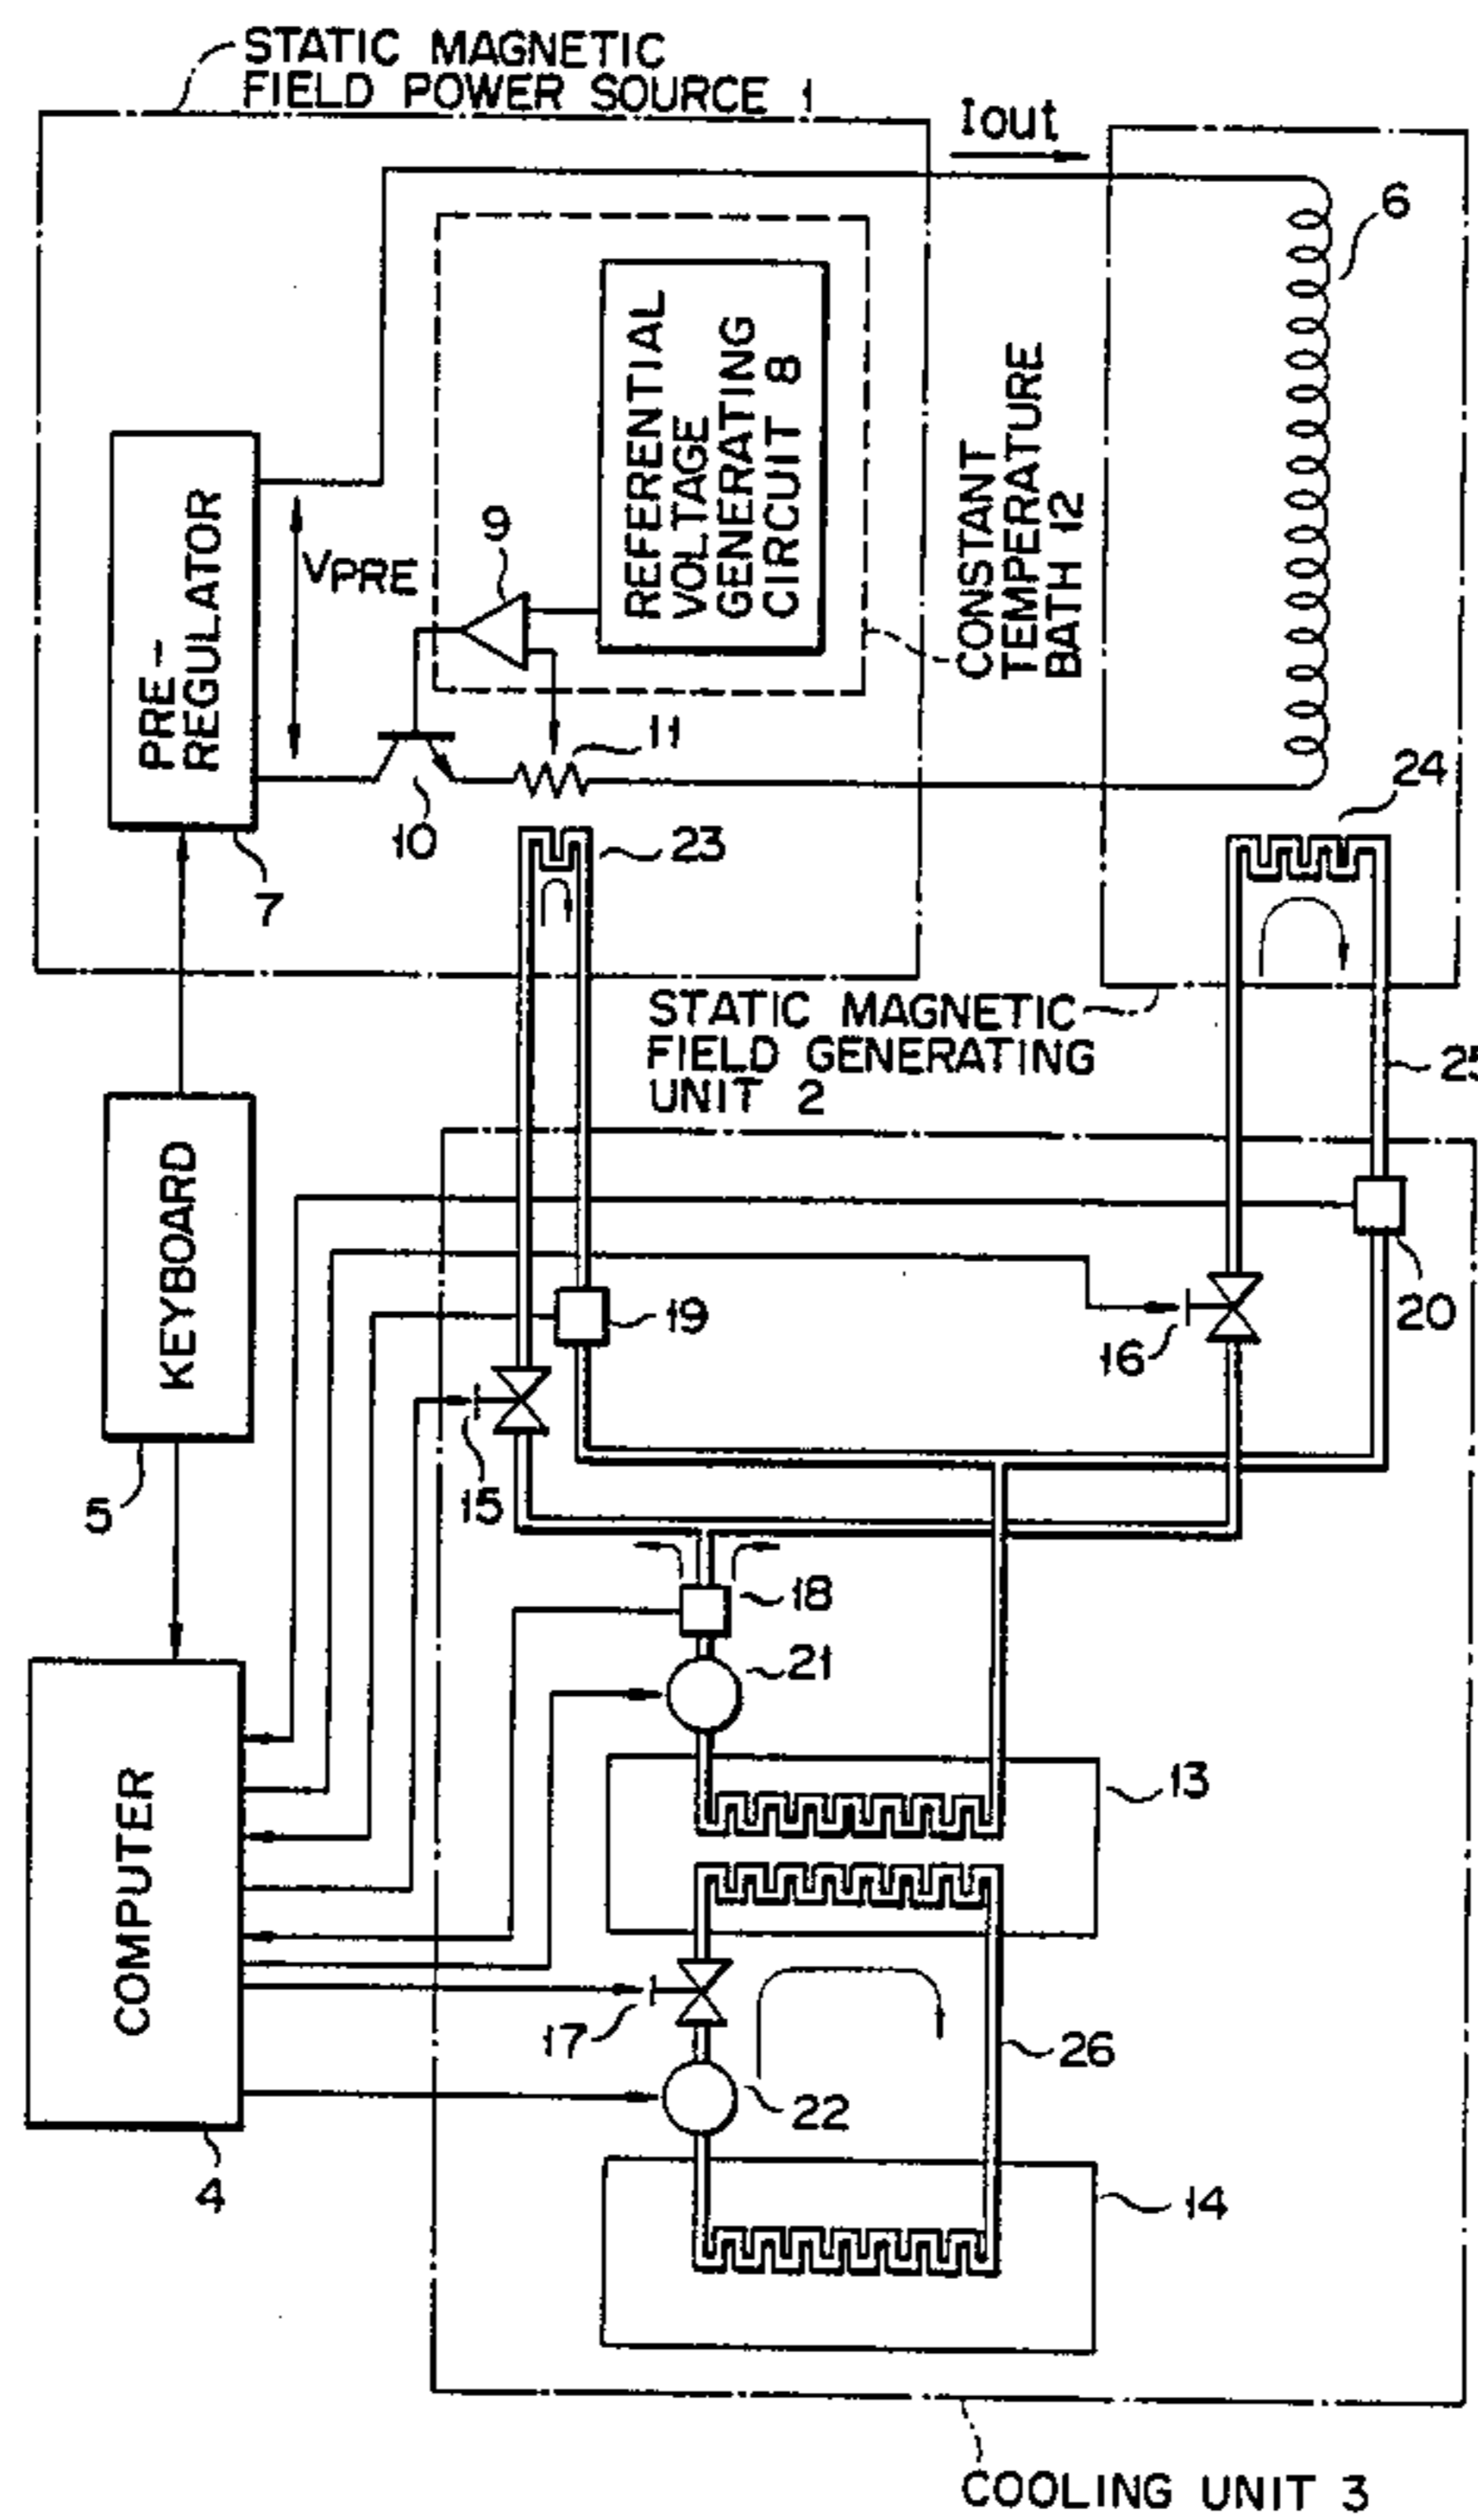 STATIC MAGNETIC
FIELD POWER SOURCE 1
Iout
6
REFERENTIAL
VOLTAGE
GENERATING
CIRCUIT 8
CONSTANT
TEMPERATURE
BATH 12
PRE-
REGULATOR
VPRE
9
11
10
7
23
24
STATIC MAGNETIC
FIELD GENERATING
UNIT 2
25
KEYBOARD
5
19
20
16
15
18
21
13
COMPUTER
4
17
26
22
14
COOLING UNIT 3